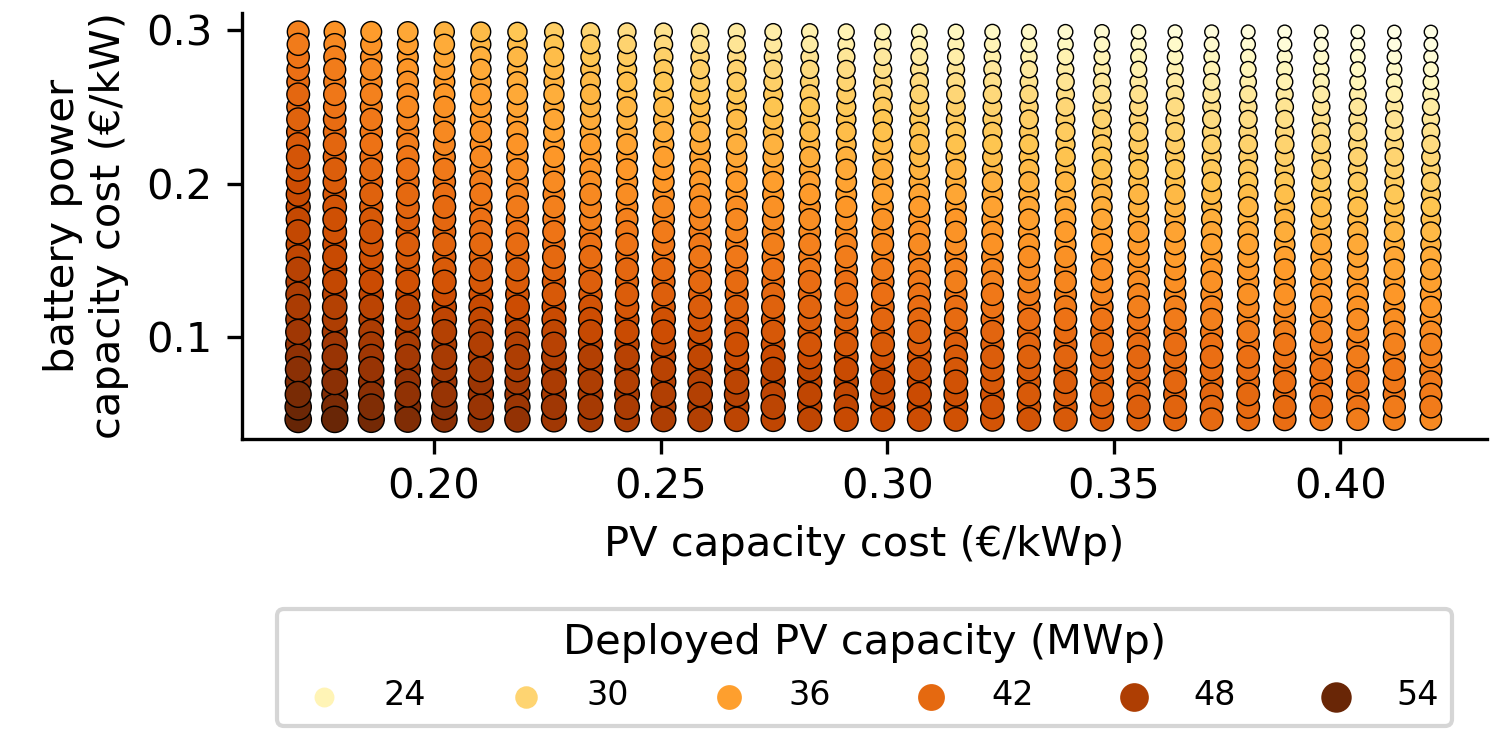 battery power
capacity cost (€/kW)
0.3
0.2
0.1
0.20 0.25 0.30 0.35 0.40
PV capacity cost (€/kWp)
Deployed PV capacity (MWp)
24 30 36 42 48 54